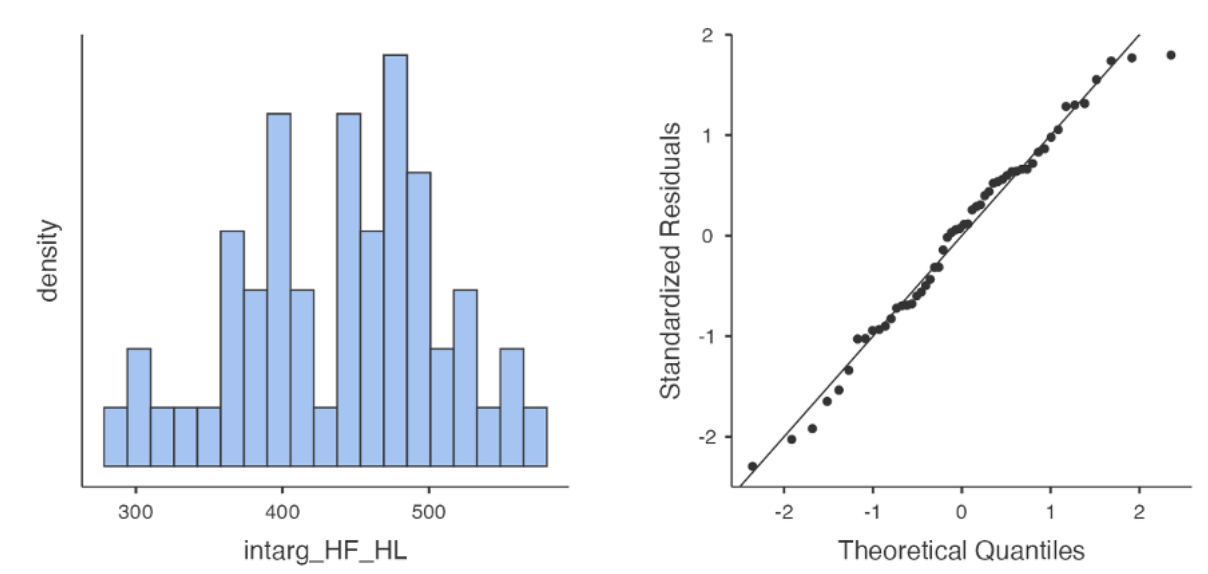 density
300 400 500
intarg_HF_HL
Standardized Residuals
2
1
0
-1
-2
-2 -1 0 1 2
Theoretical Quantiles